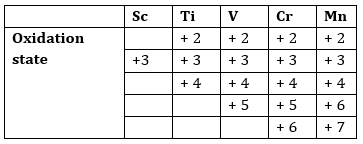 Sc Ti V Cr Mn
Oxidation state + 2 + 2 + 2 + 2
+3 + 3 + 3 + 3 + 3
+ 4 + 4 + 4 + 4
+ 5 + 5 + 6
+ 6 + 7